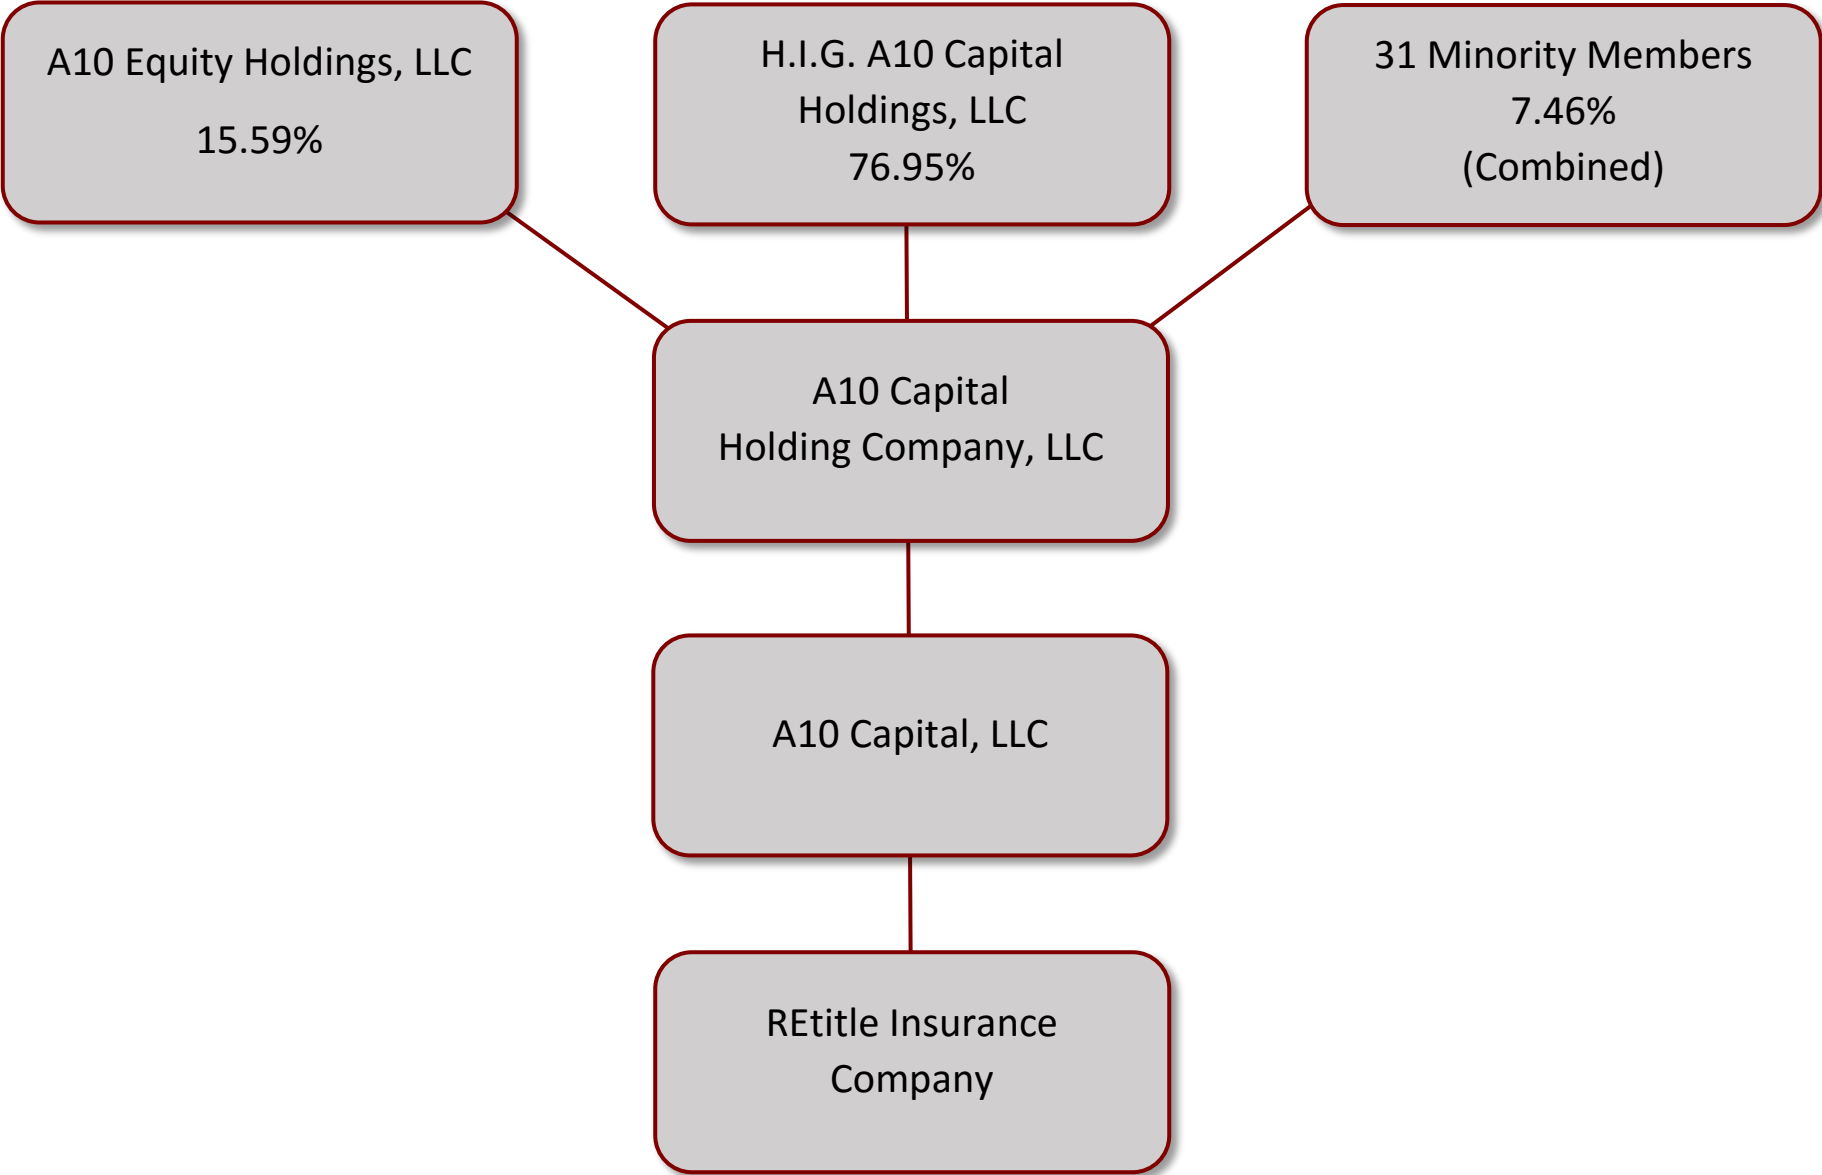 A10 Equity Holdings, LLC
15.59%
H.I.G. A10 Capital
Holdings, LLC
76.95%
31 Minority Members
7.46%
(Combined)
A10 Capital
Holding Company, LLC
A10 Capital, LLC
REtitle Insurance
Company